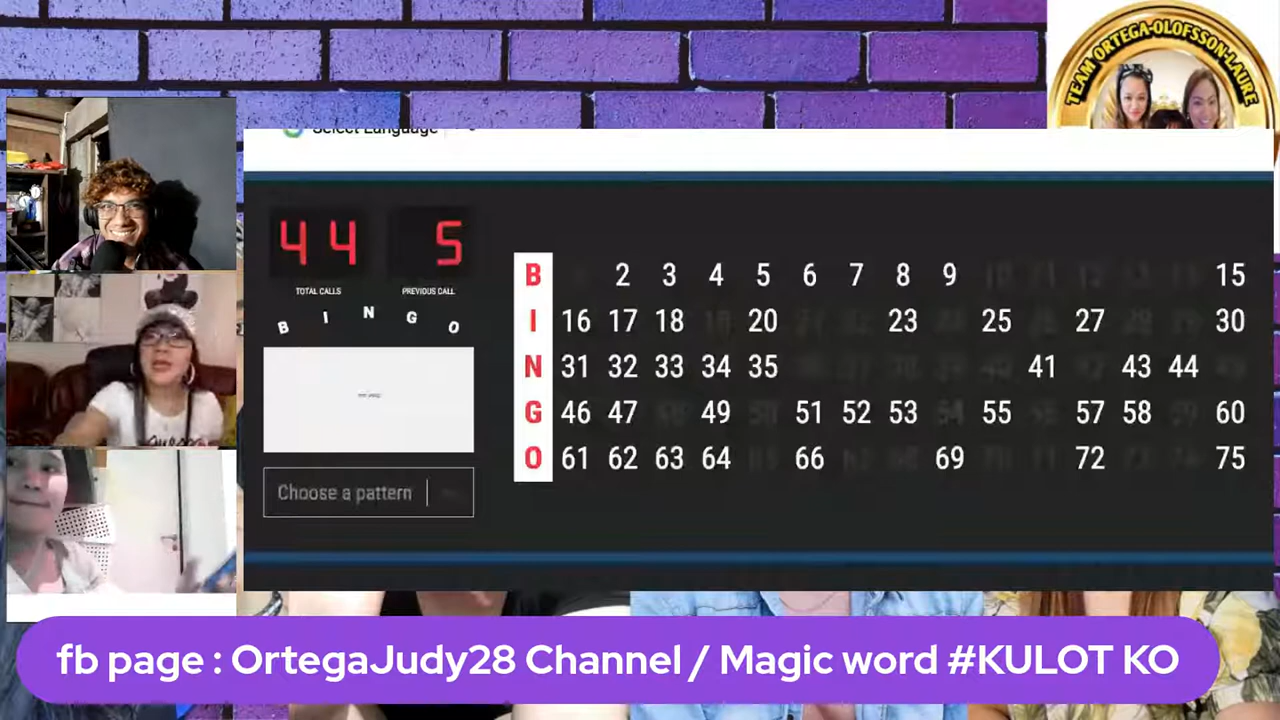 TEAM ORTEGA-OLOFSSON-LAURE
Select Language
44 5
TOTAL CALLS PREVIOUS CALL
B I N G O
Choose a pattern
B 2 3 4 5 6 7 8 9 15
I 16 17 18 20 23 25 27 30
N 31 32 33 34 35 41 43 44
G 46 47 49 51 52 53 55 57 58 60
O 61 62 63 64 66 69 72 75
fb page : OrtegaJudy28 Channel / Magic word #KULOT KO